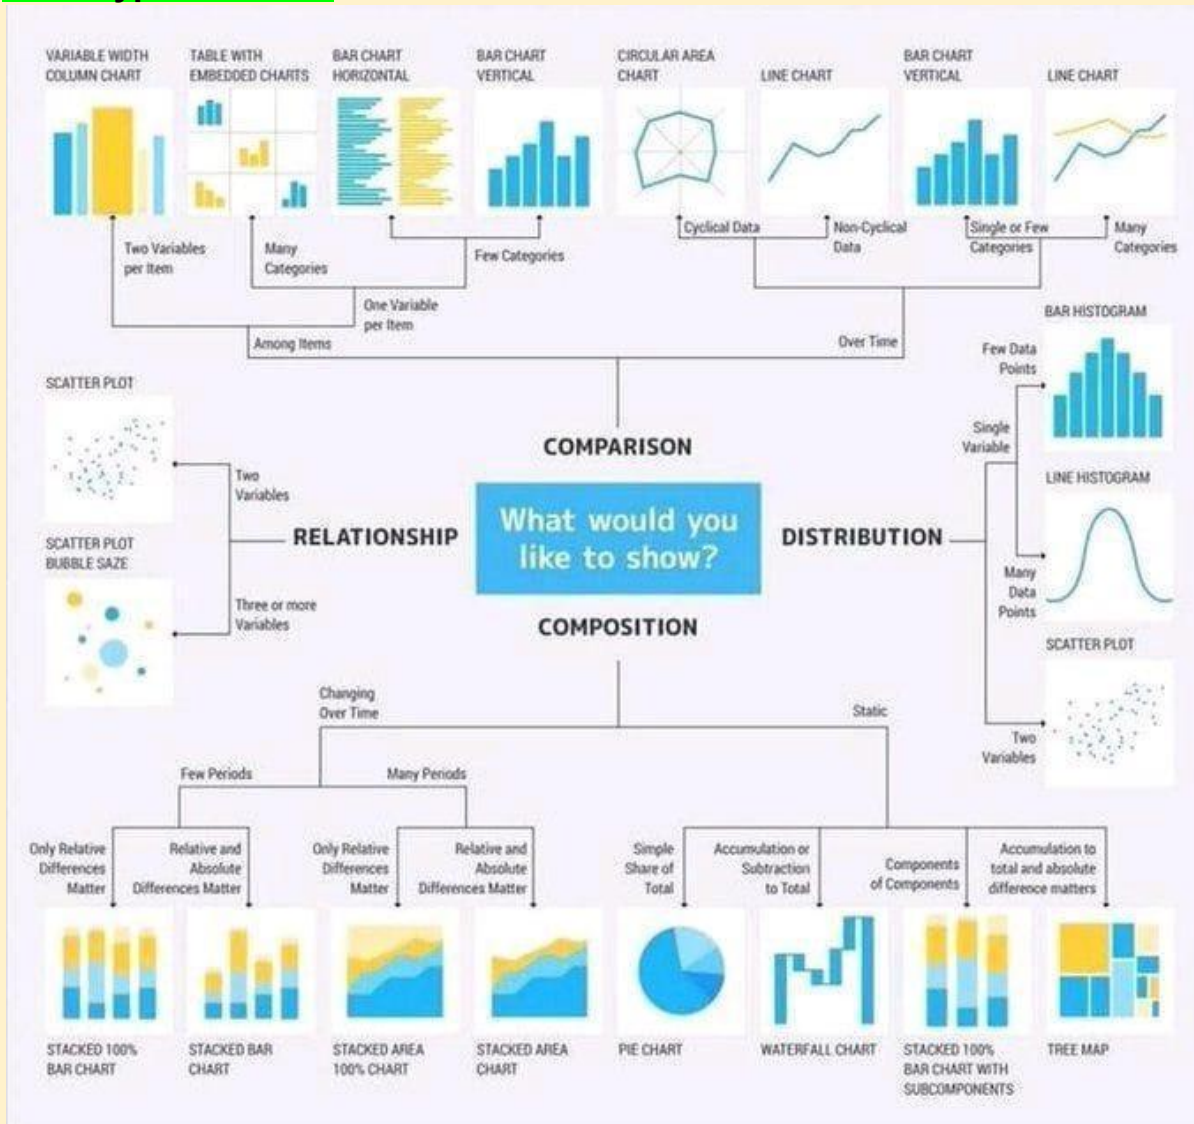 VARIABLE WIDTH
COLUMN CHART
TABLE WITH
EMBEDDED CHARTS
BAR CHART
HORIZONTAL
BAR CHART
VERTICAL
CIRCULAR AREA
CHART
LINE CHART
BAR CHART
VERTICAL
LINE CHART
Two Variables
per Item
Many
Categories
Few Categories
One Variable
per Item
Among Items
Cyclical Data
Non-Cyclical
Data
Single or Few
Categories
Many
Categories
Over Time
COMPARISON
What would you
like to show?
RELATIONSHIP
SCATTER PLOT
Two
Variables
SCATTER PLOT
BUBBLE SAZE
Three or more
Variables
DISTRIBUTION
BAR HISTOGRAM
Few Data
Points
Single
Variable
LINE HISTOGRAM
Many
Data
Points
SCATTER PLOT
Two
Variables
COMPOSITION
Changing
Over Time
Static
Few Periods
Many Periods
Only Relative
Differences
Matter
Relative and
Absolute
Differences Matter
Only Relative
Differences
Matter
Relative and
Absolute
Differences Matter
Simple
Share of
Total
Accumulation or
Subtraction
to Total
Components
of Components
Accumulation to
total and absolute
difference matters
STACKED 100%
BAR CHART
STACKED BAR
CHART
STACKED AREA
100% CHART
STACKED AREA
CHART
PIE CHART
WATERFALL CHART
STACKED 100%
BAR CHART WITH
SUBCOMPONENTS
TREE MAP